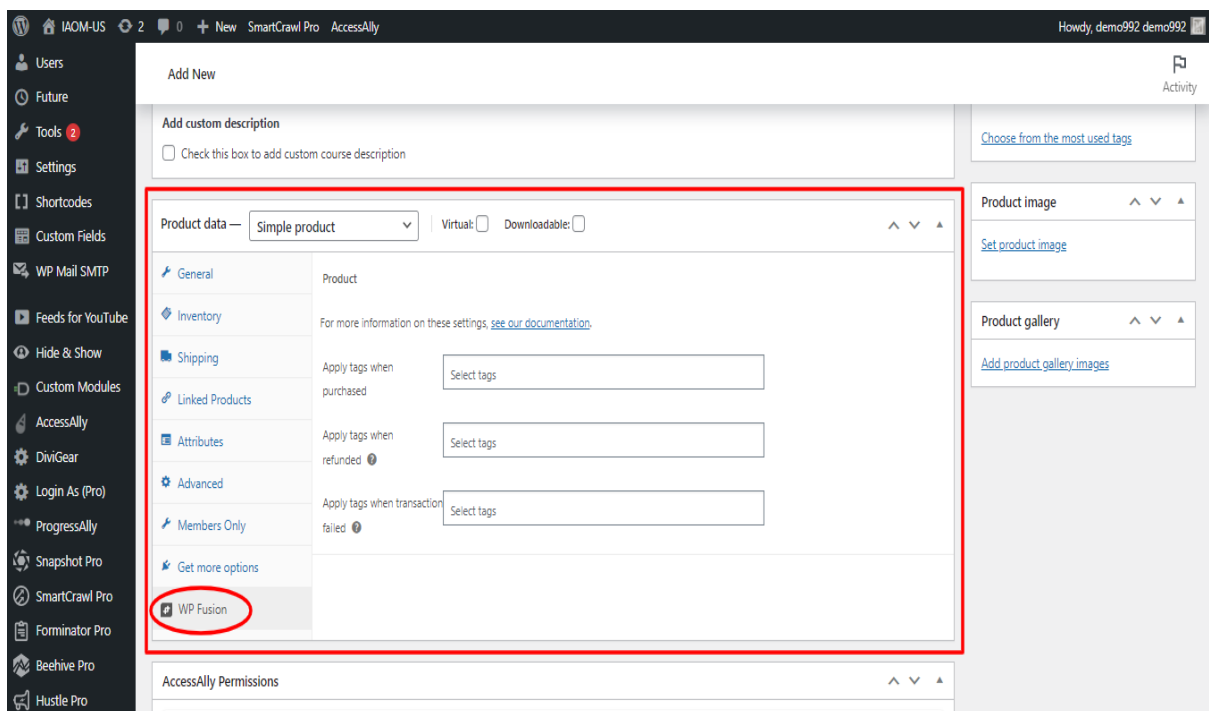 IAOM-US 2 0 New SmartCrawl Pro AccessAlly Howdy, demo992 demo992
Users
Future
Tools 2
Settings
Shortcodes
Custom Fields
WP Mail SMTP
Feeds for YouTube
Hide & Show
Custom Modules
AccessAlly
DiviGear
Login As (Pro)
ProgressAlly
Snapshot Pro
SmartCrawl Pro
Forminator Pro
Beehive Pro
Hustle Pro
Add New
Activity
Add custom description
Check this box to add custom course description
Product data — Simple product Virtual: Downloadable:
General
Inventory
Shipping
Linked Products
Attributes
Advanced
Members Only
Get more options
WP Fusion
Product
For more information on these settings, see our documentation.
Apply tags when
purchased
Select tags
Apply tags when
refunded
Select tags
Apply tags when transaction
failed
Select tags
AccessAlly Permissions
Choose from the most used tags
Product image
Set product image
Product gallery
Add product gallery images